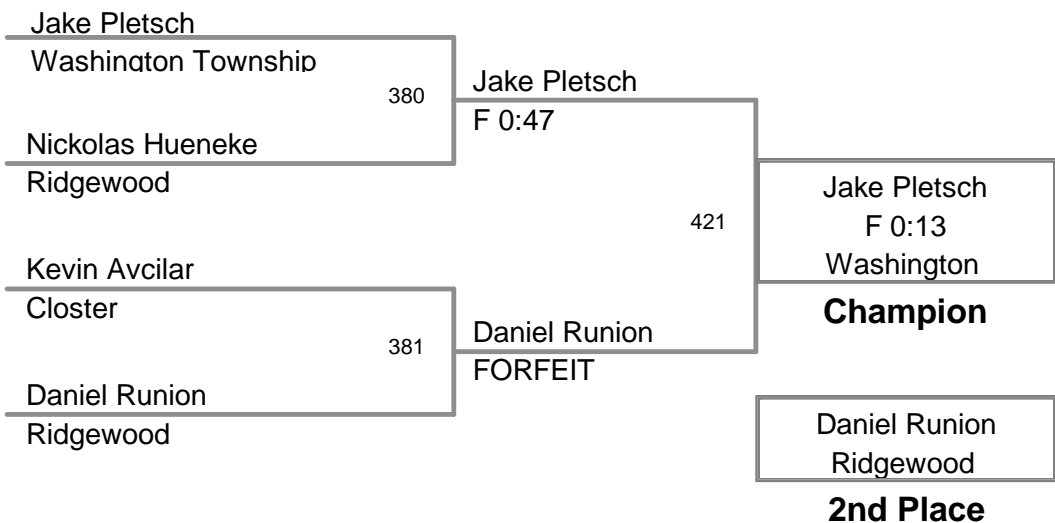 Jake Pletsch
Washington Township
380
Nickolas Hueneke
Ridgewood
Jake Pletsch
F 0:47
Kevin Avcilar
Closter
381
Daniel Runion
Ridgewood
Daniel Runion
FORFEIT
421
Jake Pletsch
F 0:13
Washington
Champion
Daniel Runion
Ridgewood
2nd Place